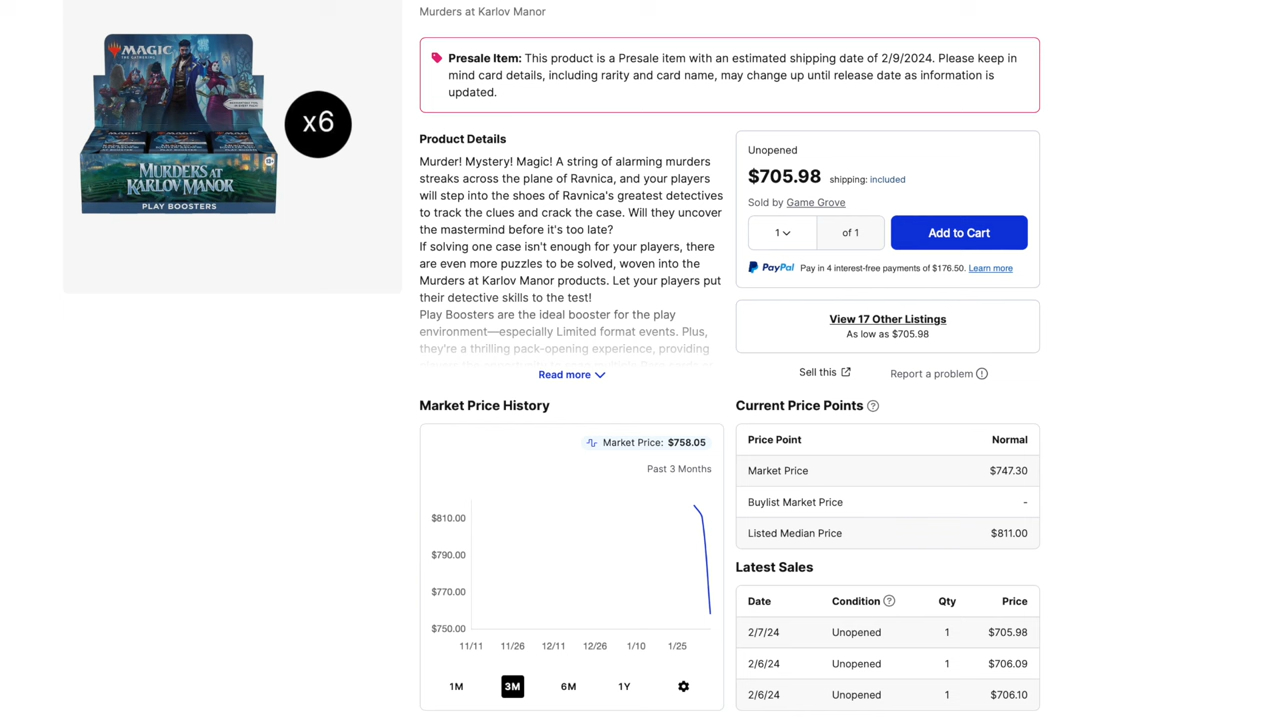 Murders at Karlov Manor
MAGIC
THE GATHERING
MURDERS AT
KARLOV MANOR
PLAY BOOSTERS
x6
Presale Item: This product is a Presale item with an estimated shipping date of 2/9/2024. Please keep in
mind card details, including rarity and card name, may change up until release date as information is
updated.
Product Details
Murder! Mystery! Magic! A string of alarming murders
streaks across the plane of Ravnica, and your players
will step into the shoes of Ravnica's greatest detectives
to track the clues and crack the case. Will they uncover
the mastermind before it's too late?
If solving one case isn't enough for your players, there
are even more puzzles to be solved, woven into the
Murders at Karlov Manor products. Let your players put
their detective skills to the test!
Play Boosters are the ideal booster for the play
environment—especially Limited format events. Plus,
they're a thrilling pack-opening experience, providing
Read more
Unopened
$705.98 shipping: included
Sold by Game Grove
1 of 1 Add to Cart
PayPal Pay in 4 interest-free payments of $176.50. Learn more
View 17 Other Listings
As low as $705.98
Sell this Report a problem
Market Price History
Market Price: $758.05
Past 3 Months
$810.00
$790.00
$770.00
$750.00
11/11 11/26 12/11 12/26 1/10 1/25
1M 3M 6M 1Y
Current Price Points ?
Price Point Normal
Market Price $747.30
Buylist Market Price -
Listed Median Price $811.00
Latest Sales
Date Condition ? Qty Price
2/7/24 Unopened 1 $705.98
2/6/24 Unopened 1 $706.09
2/6/24 Unopened 1 $706.10